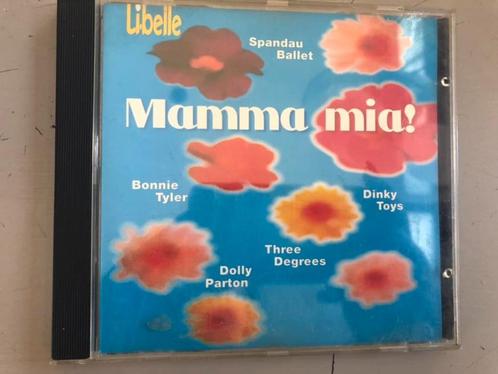 Libelle
Spandau
Ballet
Mamma mia!
Bonnie
Tyler
Dinky
Toys
Three
Degrees
Dolly
Parton